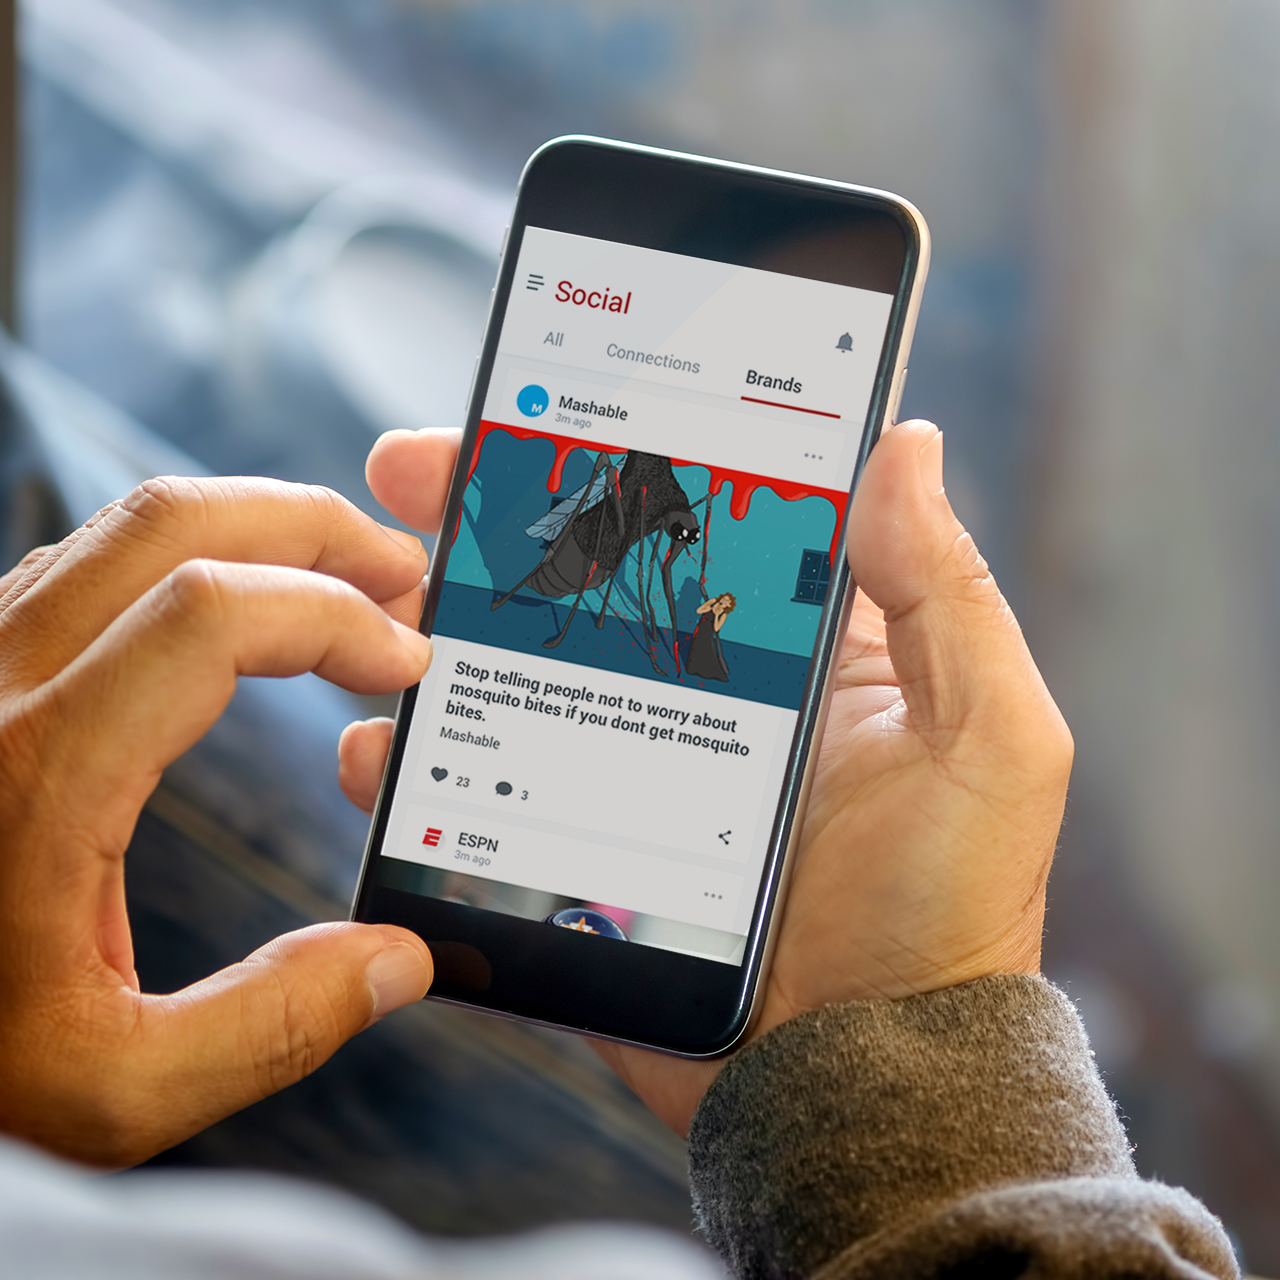 Social
All
Connections
Brands
M
Mashable
3m ago
Stop telling people not to worry about
mosquito bites if you dont get mosquito
bites.
Mashable
23
3
ESPN
3m ago